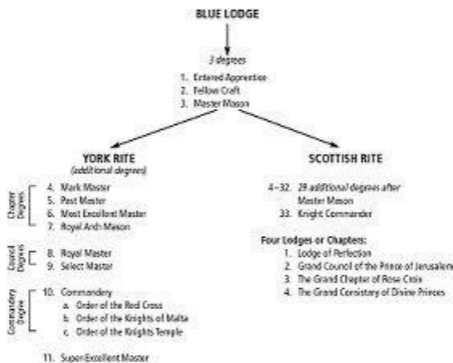 BLUE LODGE
3 degrees
1. Entered Apprentice
2. Fellow Craft
3. Master Mason
YORK RITE
(additional degrees)
Chapter
Degrees
4. Mark Master
5. Past Master
6. Most Excellent Master
7. Royal Arch Mason
Council
Degrees
8. Royal Master
9. Select Master
Commandery
Degree
10. Commandery
a. Order of the Red Cross
b. Order of the Knights of Malta
c. Order of the Knights Temple
11. Super Excellent Master
SCOTTISH RITE
4–32. 29 additional degrees after
Master Mason
33. Knight Commander
Four Lodges or Chapters:
1. Lodge of Perfection
2. Grand Council of the Prince of Jerusalem
3. The Grand Chapter of Rose Croix
4. The Grand Consistory of Divine Princes